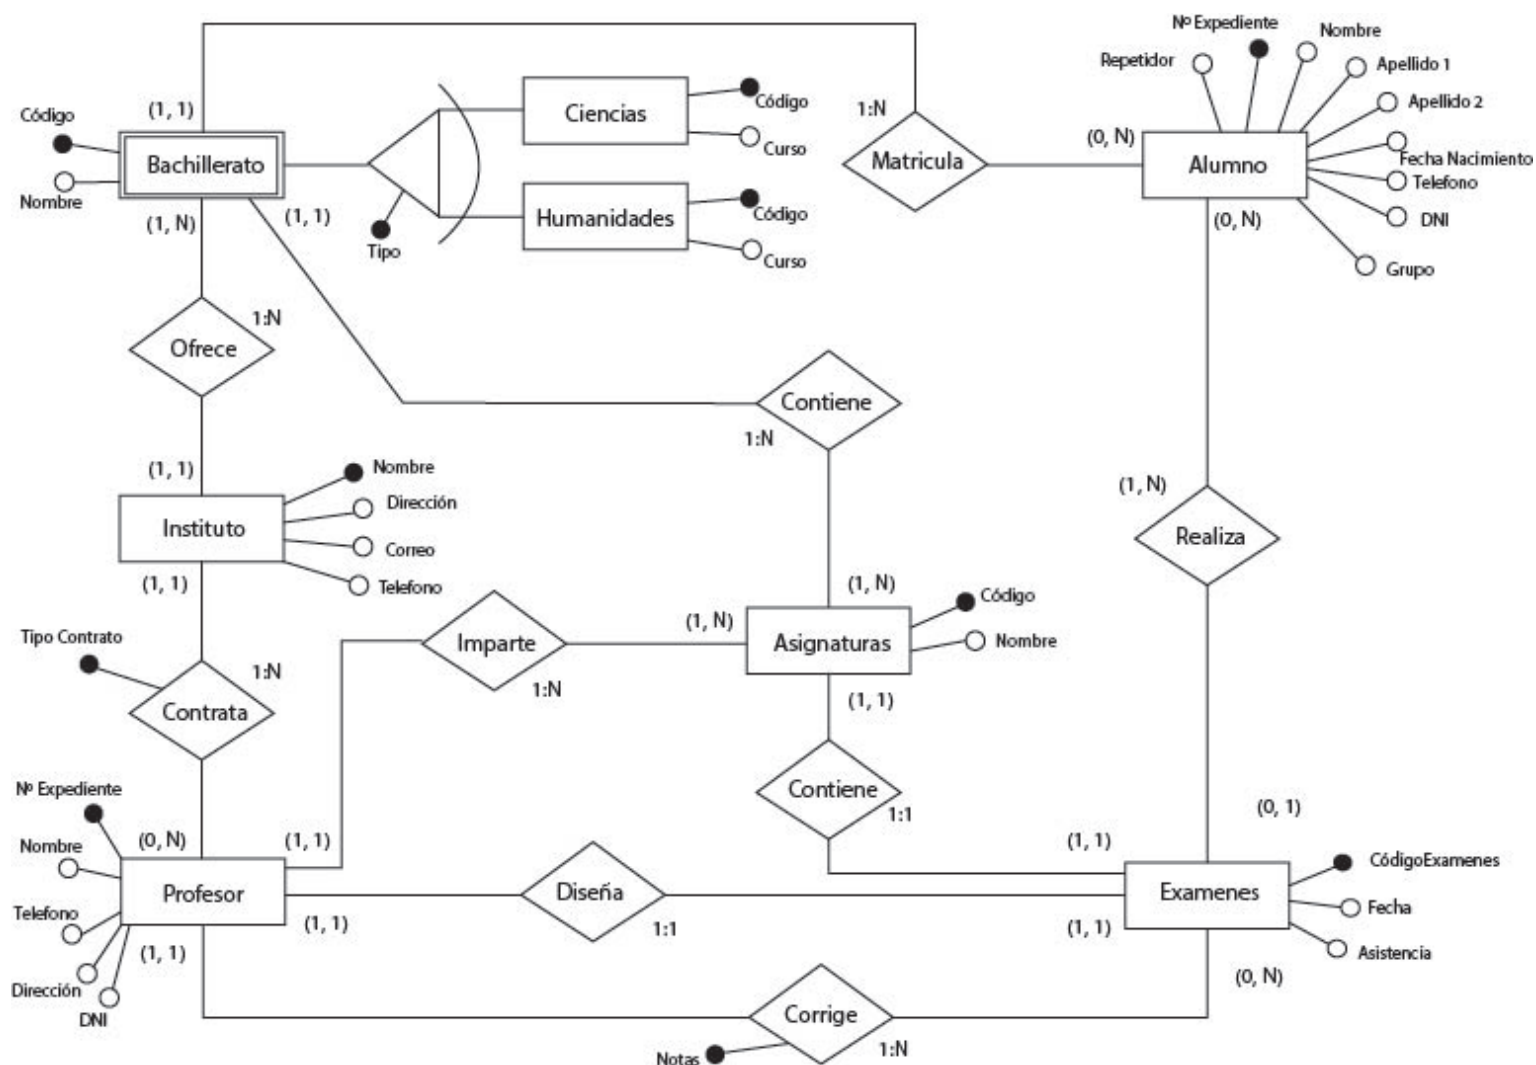 Nº Expediente
Nombre
Repetidor
Apellido 1
Código
Ciencias
Código
(1, 1)
1:N
Apellido 2
(0, N)
Bachillerato
Curso
Matricula
Alumno
Fecha Nacimiento
Telefono
Nombre
Código
(1, N)
(1, 1)
Humanidades
(0, N)
DNI
Tipo
Curso
Grupo
1:N
Ofrece
Contiene
1:N
(1, 1)
Nombre
(1, N)
Dirección
Instituto
Realiza
Correo
(1, 1)
Telefono
(1, N)
Código
Tipo Contrato
(1, N)
Imparte
Asignaturas
Nombre
1:N
1:N
(1, 1)
Contrata
Nº Expediente
Contiene
1:1
(0, 1)
Nombre
(0, N)
(1, 1)
(1, 1)
CódigoExamenes
Profesor
Diseña
Examenes
Fecha
Telefono
(1, 1)
1:1
(1, 1)
(1, 1)
Asistencia
(0, N)
Dirección
DNI
Corrige
1:N
Notas